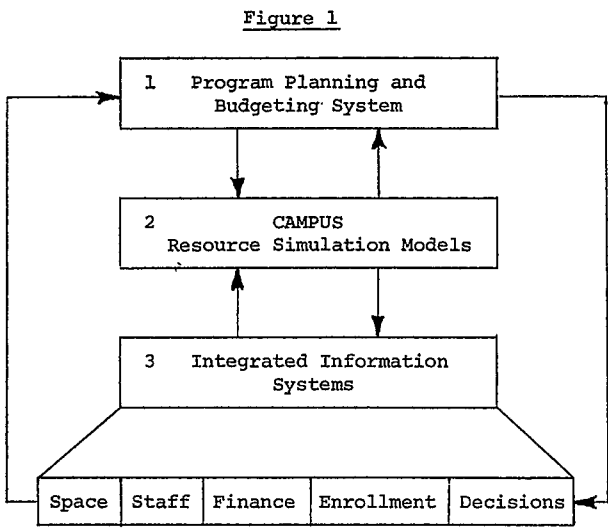 Figure 1
1 Program Planning and
Budgeting System
2 CAMPUS
Resource Simulation Models
3 Integrated Information
Systems
Space Staff Finance Enrollment Decisions